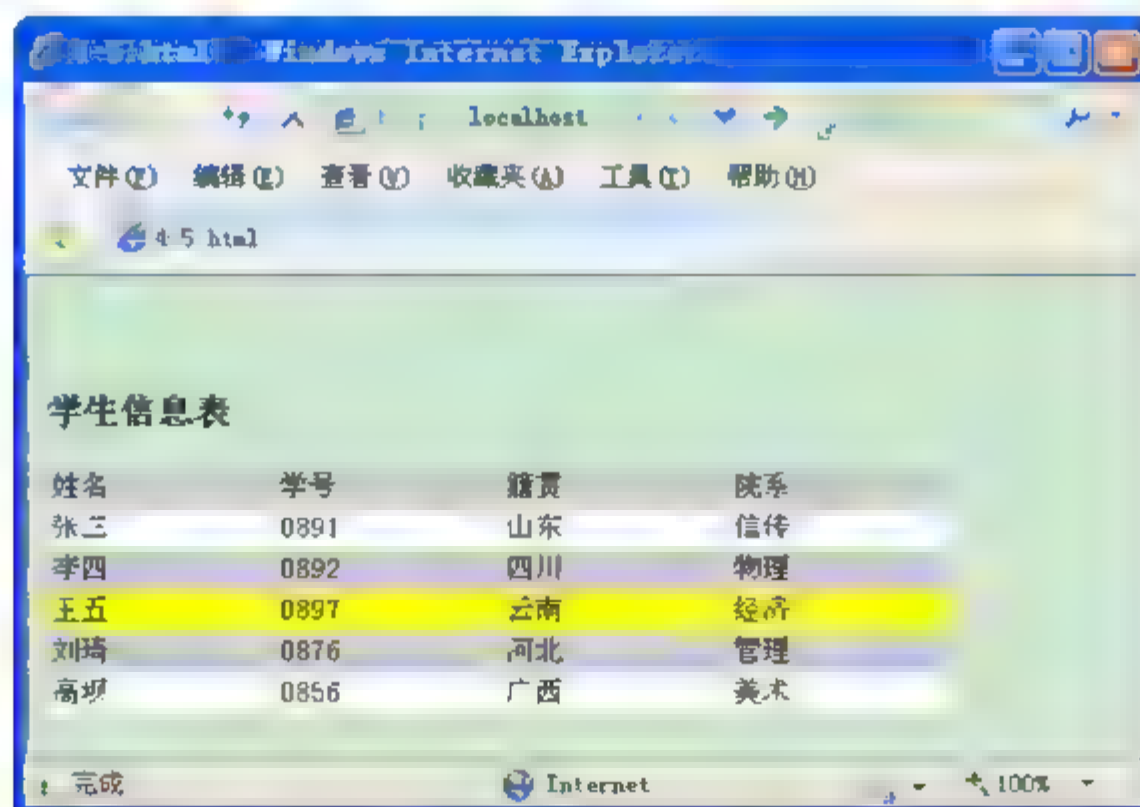 Windows Internet Explorer
localhost
文件(F) 编辑(E) 查看(V) 收藏夹(A) 工具(T) 帮助(H)
4-5 html
学生信息表
姓名 学号 籍贯 院系
张三 0891 山东 信传
李四 0892 四川 物理
王五 0897 云南 经济
刘琦 0876 河北 管理
高 0856 广西 美术
完成 Internet 100%